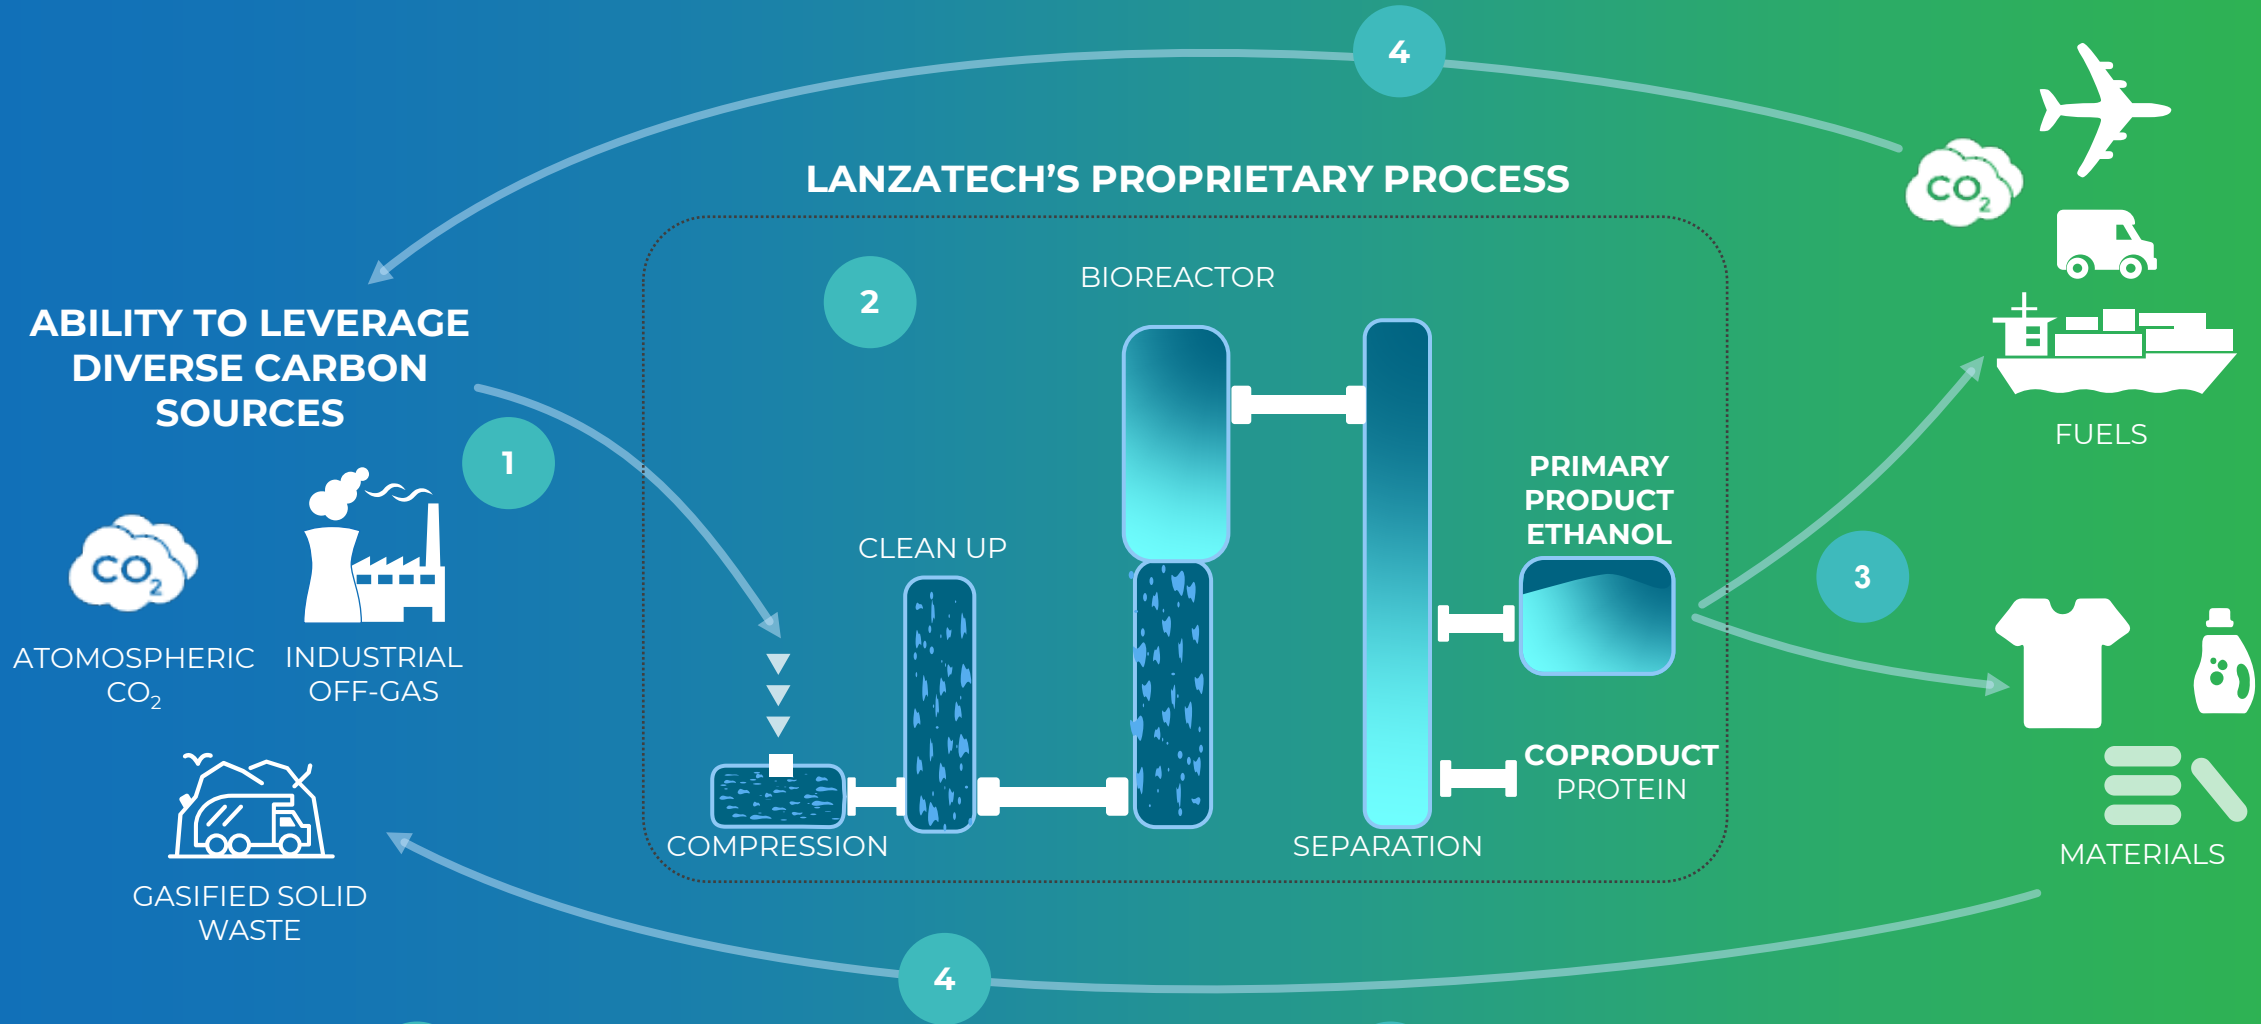 4
CO2
LANZATECH'S PROPRIETARY PROCESS
2
BIOREACTOR
ABILITY TO LEVERAGE
DIVERSE CARBON
SOURCES
1
FUELS
PRIMARY
PRODUCT
ETHANOL
CLEAN UP
3
CO2
ATOMOSPHERIC
CO2
INDUSTRIAL
OFF-GAS
COPRODUCT
PROTEIN
COMPRESSION
SEPARATION
MATERIALS
GASIFIED SOLID
WASTE
4